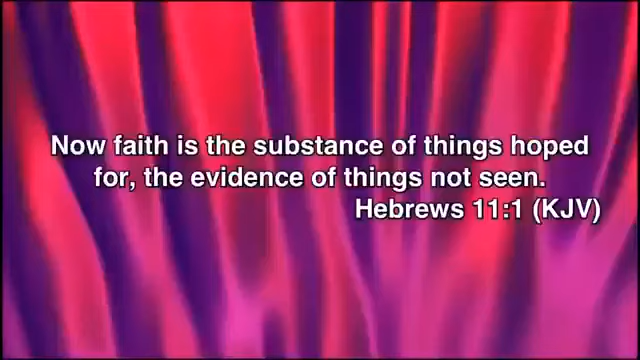 Now faith is the substance of things hoped
for, the evidence of things not seen.
Hebrews 11:1 (KJV)